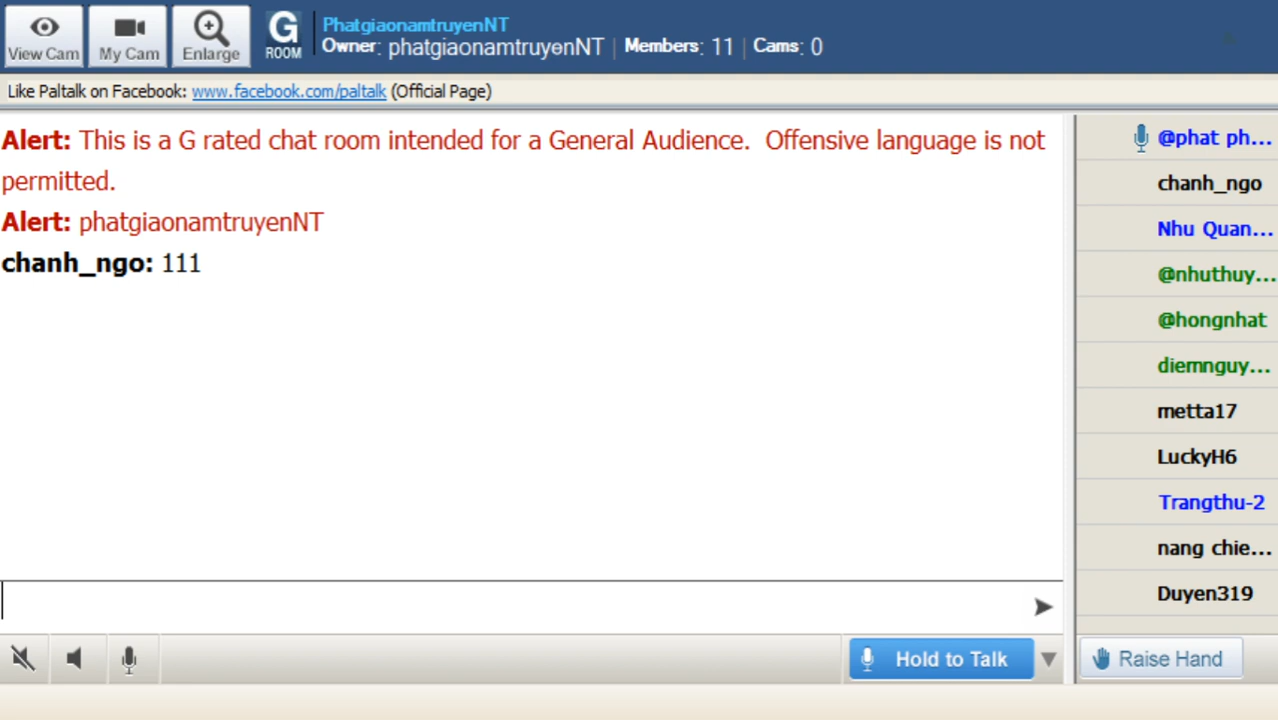 View Cam
My Cam
Enlarge
G
ROOM
PhatgiaonamtruyenNT
Owner: phatgiaonamtruyenNT | Members: 11 | Cams: 0
Like Paltalk on Facebook: www.facebook.com/paltalk (Official Page)
Alert: This is a G rated chat room intended for a General Audience. Offensive language is not
permitted.
Alert: phatgiaonamtruyenNT
chanh_ngo: 111
@phat ph...
chanh_ngo
Nhu Quan...
@nhuthuy...
@hongnhat
diemnguy...
metta17
LuckyH6
Trangthu-2
nang chie...
Duyen319
Hold to Talk
Raise Hand